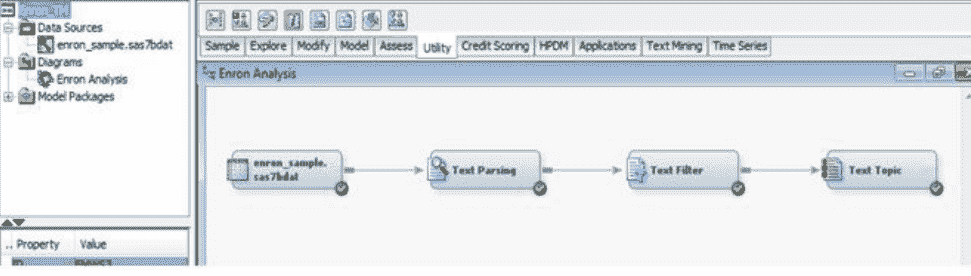 Data Sources
enron_sample.sas7bdat
Diagrams
Enron Analysis
Model Packages
.. Property Value
Sample Explore Modify Model Assess Utility Credit Scoring HPDM Applications Text Mining Time Series
Enron Analysis
enron_sample.
sas7bdat
Text Parsing
Text Filter
Text Topic